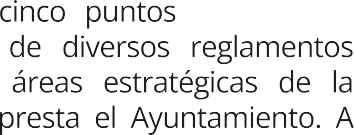 cinco puntos
de diversos reglamentos
áreas estratégicas de la
presta el Ayuntamiento. A